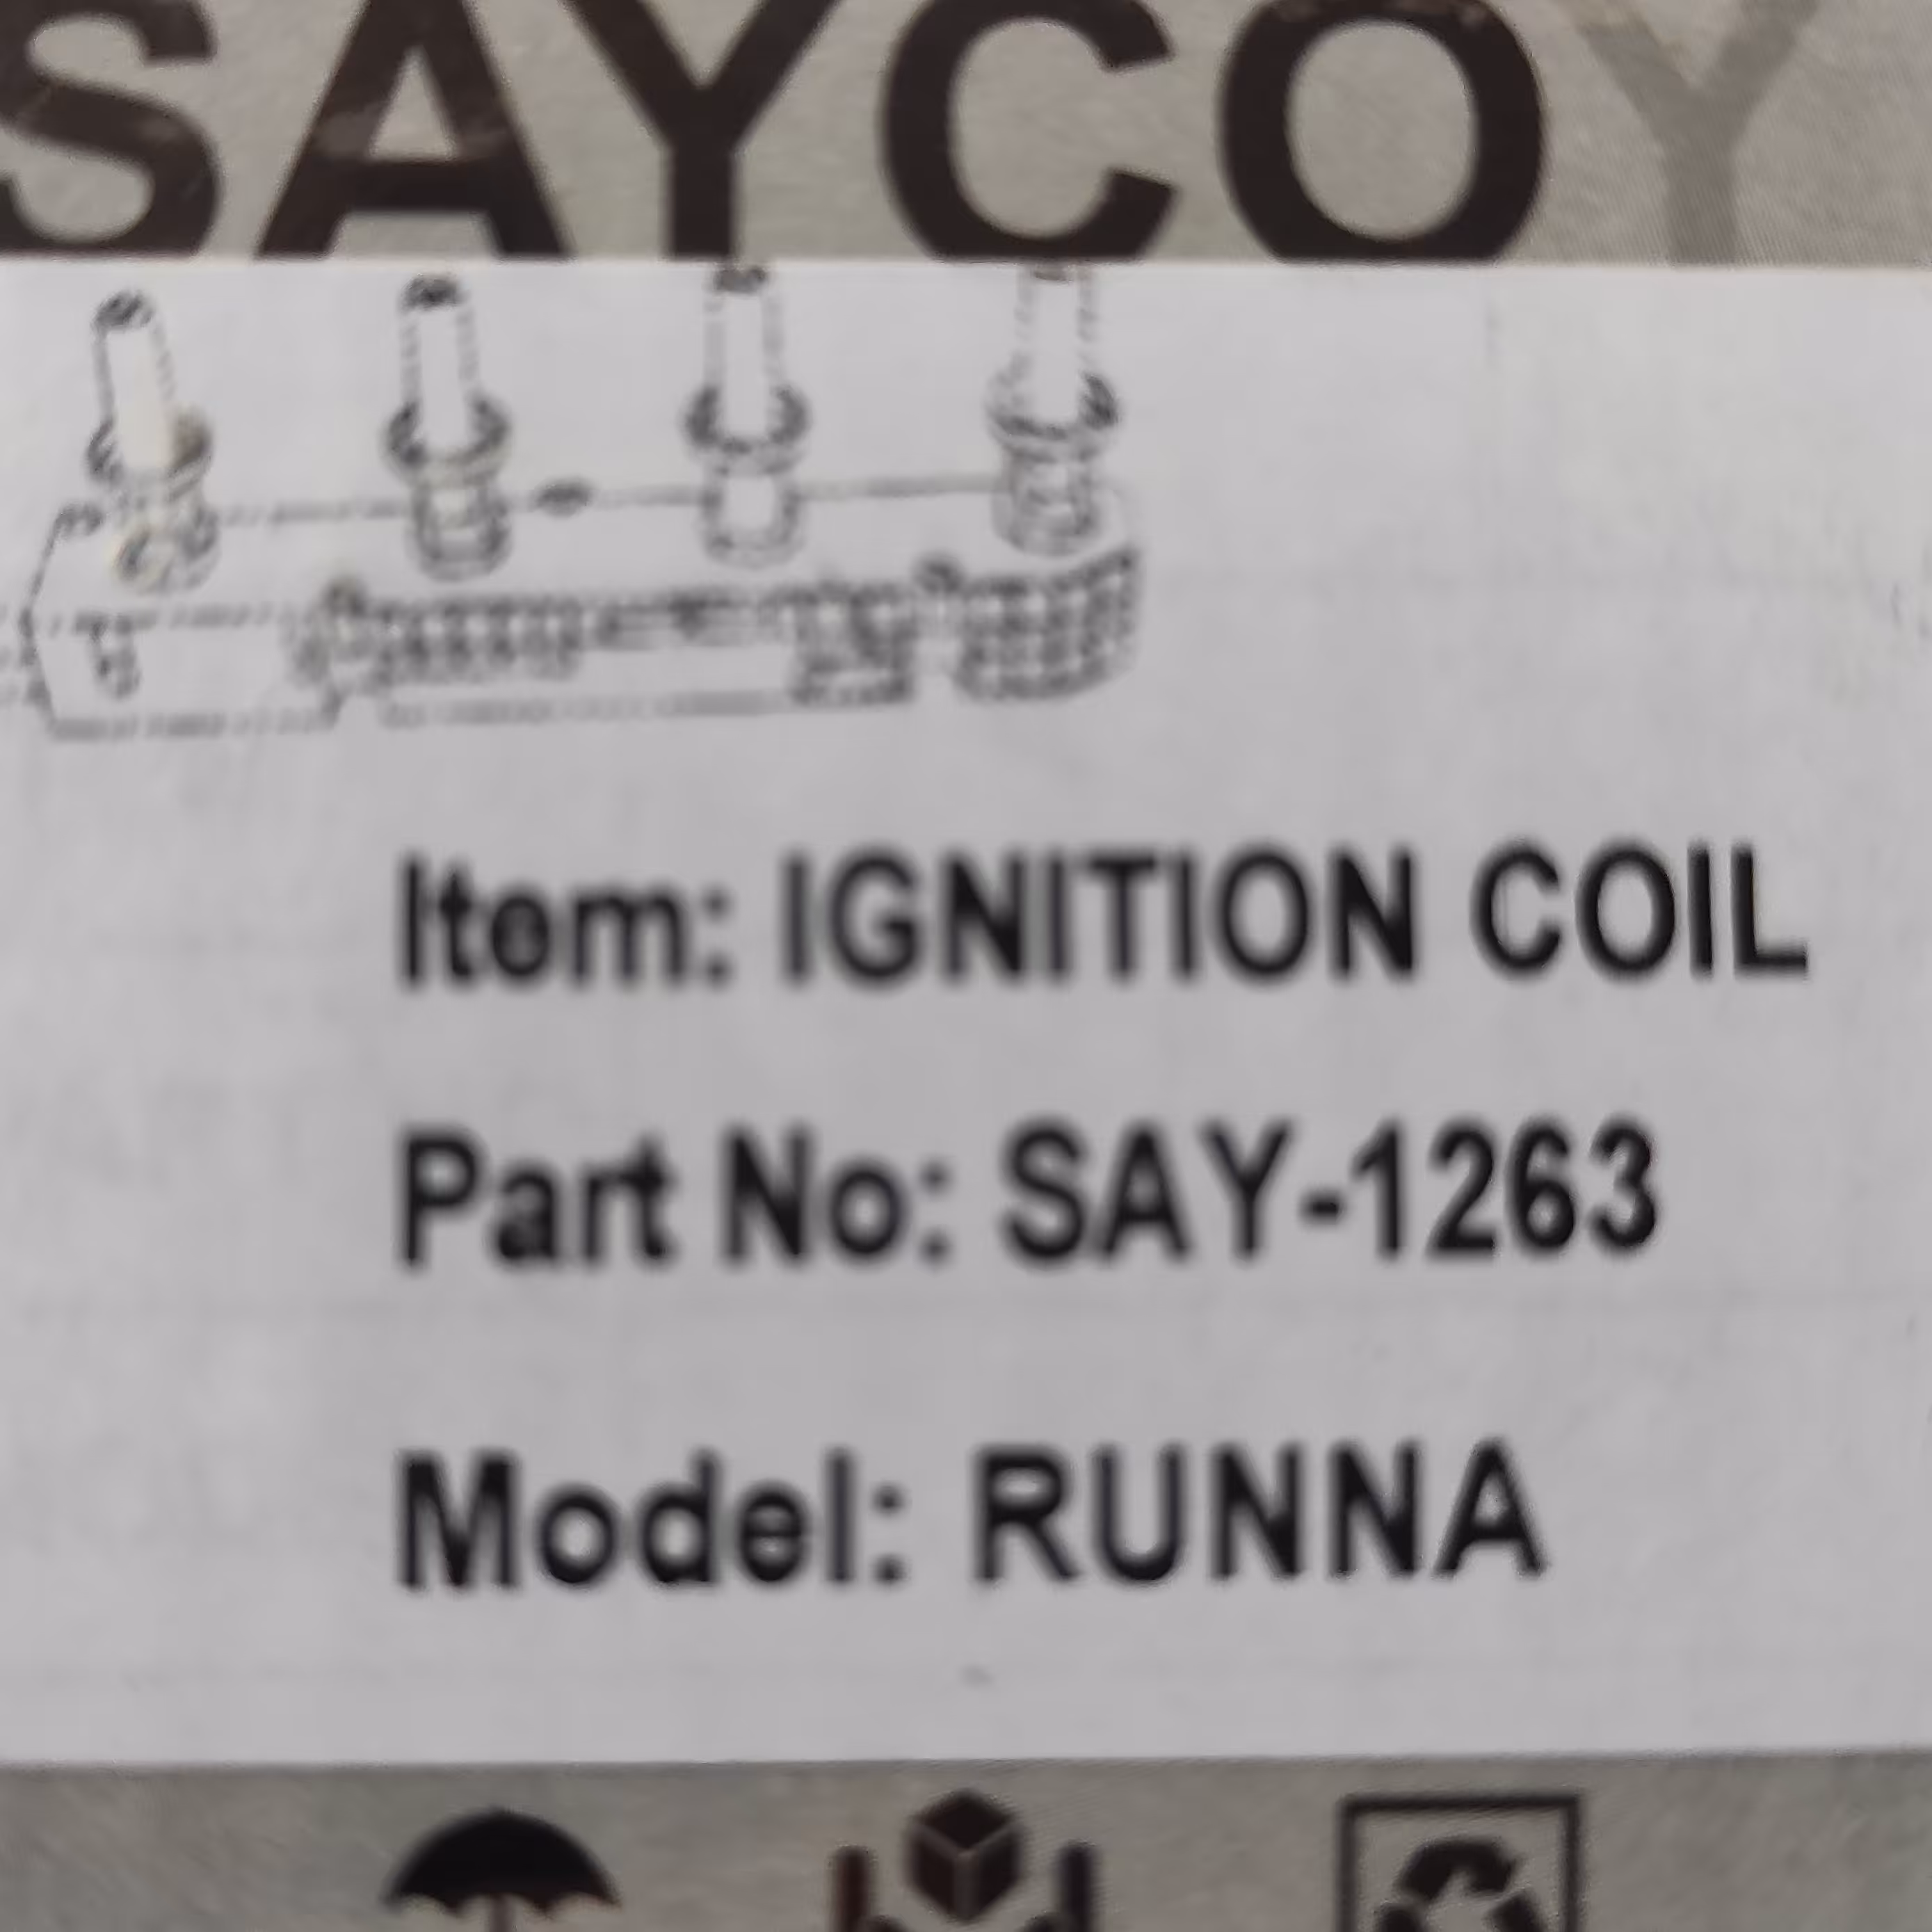 SAYCO Y
Item: IGNITION COIL
Part No: SAY-1263
Model: RUNNA